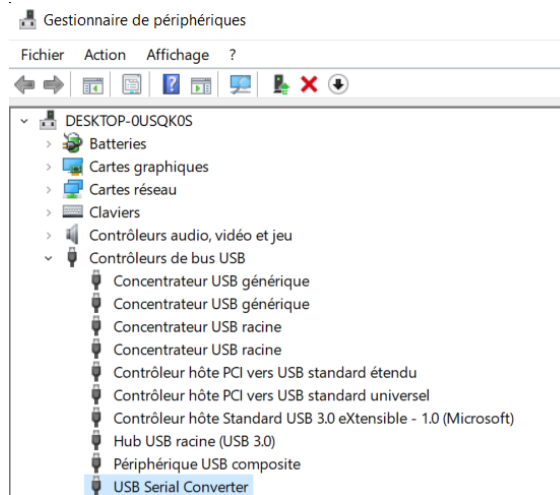 Gestionnaire de périphériques
Fichier Action Affichage ?
DESKTOP-0USQK0S
Batteries
Cartes graphiques
Cartes réseau
Claviers
Contrôleurs audio, vidéo et jeu
Contrôleurs de bus USB
Concentrateur USB générique
Concentrateur USB générique
Concentrateur USB racine
Concentrateur USB racine
Contrôleur hôte PCI vers USB standard étendu
Contrôleur hôte PCI vers USB standard universel
Contrôleur hôte Standard USB 3.0 eXtensible - 1.0 (Microsoft)
Hub USB racine (USB 3.0)
Périphérique USB composite
USB Serial Converter